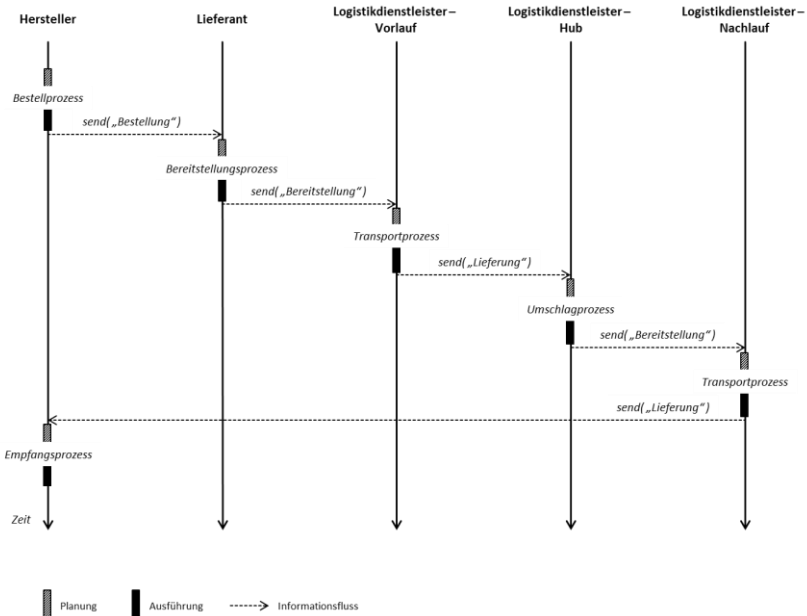 Hersteller
Lieferant
Logistikdienstleister –
Vorlauf
Logistikdienstleister –
Hub
Logistikdienstleister –
Nachlauf
Bestellprozess
send(„Bestellung“)
Bereitstellungsprozess
send(„Bereitstellung“)
Transportprozess
send(„Lieferung“)
Umschlagprozess
send(„Bereitstellung“)
Transportprozess
send(„Lieferung“)
Empfangsprozess
Zeit
Planung
Ausführung
Informationsfluss